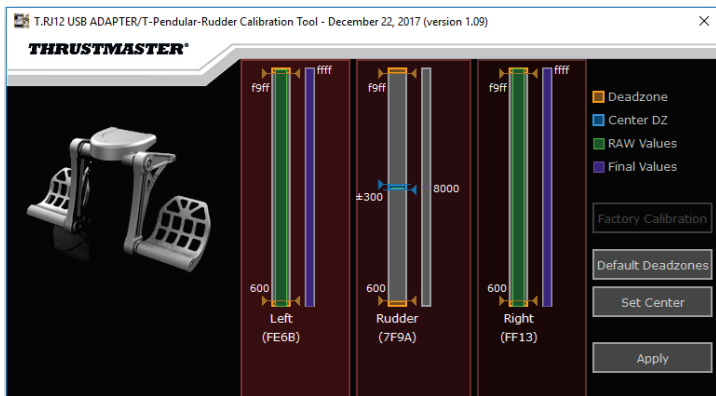 T.RJ12 USB ADAPTER/T-Pendular-Rudder Calibration Tool - December 22, 2017 (version 1.09)
THRUSTMASTER®
ffff
f9ff
600
Left
(FE6B)
f9ff
±300
8000
600
Rudder
(7F9A)
ffff
f9ff
600
Right
(FF13)
Deadzone
Center DZ
RAW Values
Final Values
Factory Calibration
Default Deadzones
Set Center
Apply